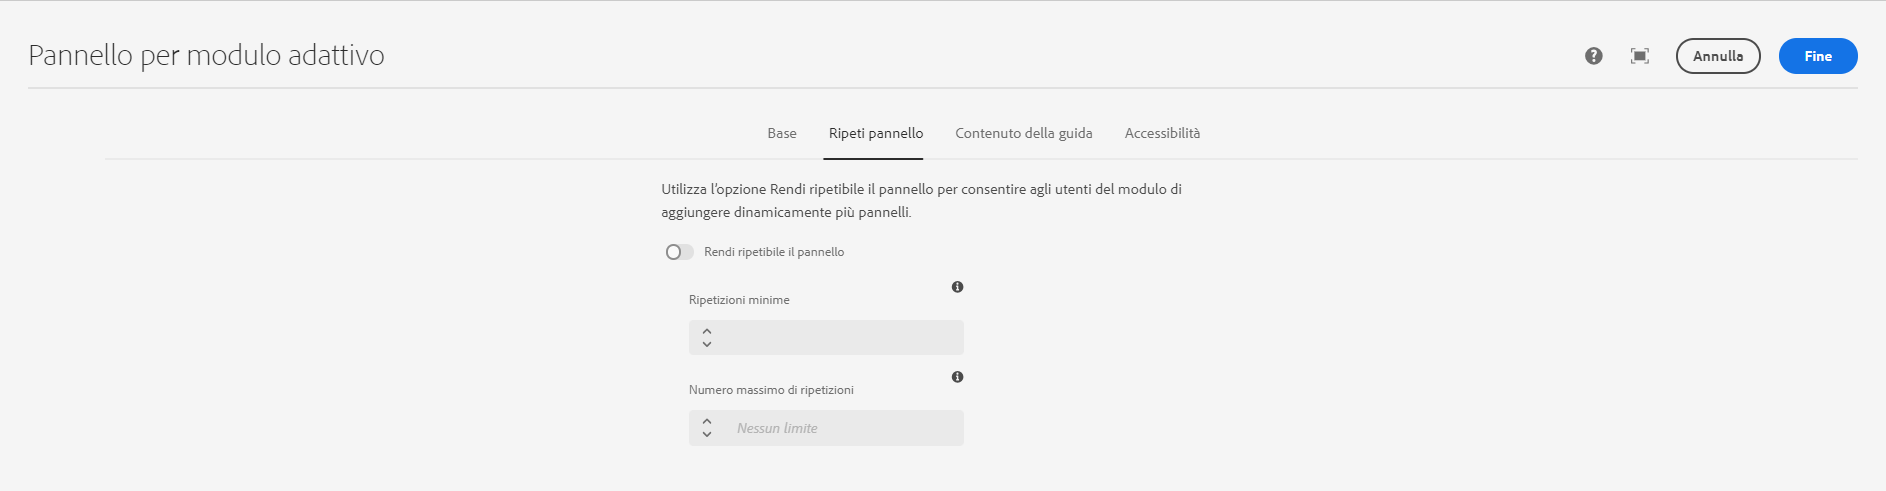 Pannello per modulo adattivo
Annulla
Fine
Base
Ripeti pannello
Contenuto della guida
Accessibilità
Utilizza l'opzione Rendi ripetibile il pannello per consentire agli utenti del modulo di
aggiungere dinamicamente più pannelli.
Rendi ripetibile il pannello
Ripetizioni minime
Numero massimo di ripetizioni
Nessun limite